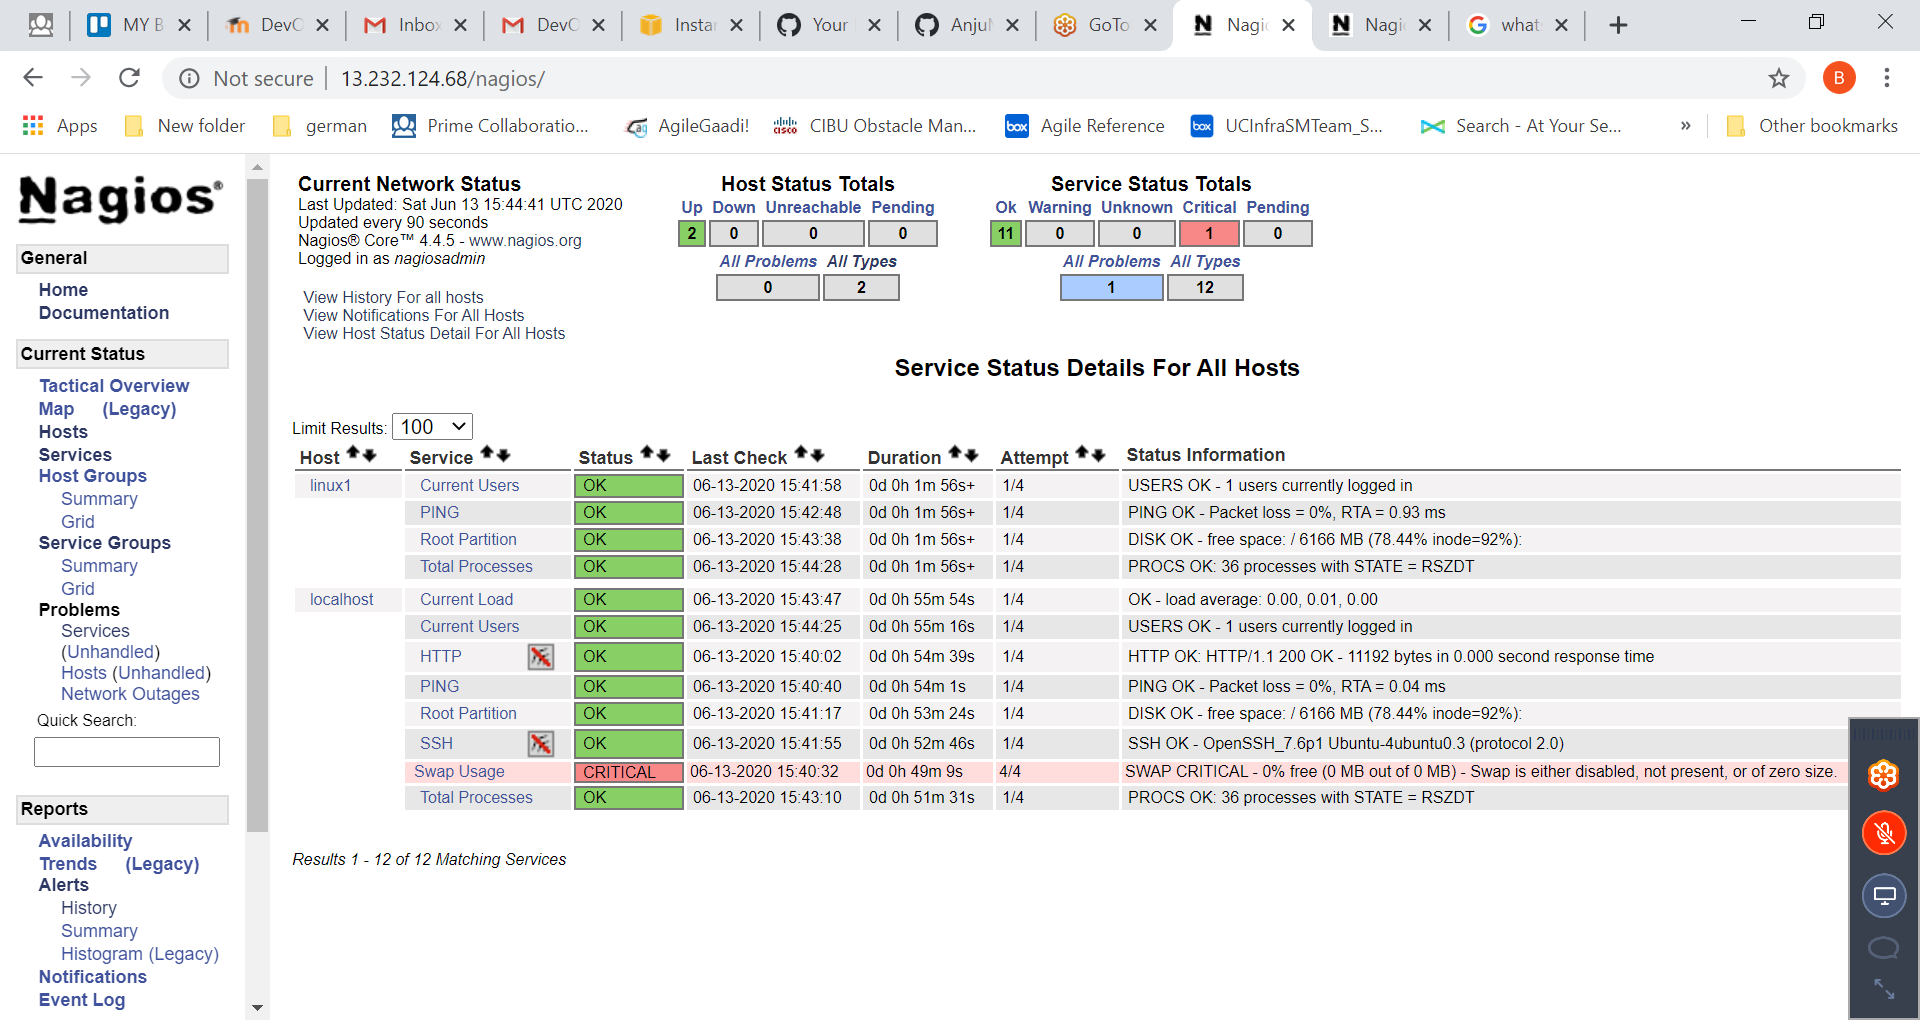 MY B
DevO
Inbox
DevO
Instan
Your
AnjuM
GoTo
Nagio
Nagio
what
Not secure
13.232.124.68/nagios/
B
Apps
New folder
german
Prime Collaboratio...
AgileGaadi!
CISCO
CIBU Obstacle Man...
box
Agile Reference
box
UCInfraSMTeam_S...
Search - At Your Se...
»
Other bookmarks
Nagios®
General
Home
Documentation
Current Status
Tactical Overview
Map (Legacy)
Hosts
Services
Host Groups
Summary
Grid
Service Groups
Summary
Grid
Problems
Services
(Unhandled)
Hosts (Unhandled)
Network Outages
Quick Search:
Reports
Availability
Trends (Legacy)
Alerts
History
Summary
Histogram (Legacy)
Notifications
Event Log
Current Network Status
Last Updated: Sat Jun 13 15:44:41 UTC 2020
Updated every 90 seconds
Nagios® Core™ 4.4.5 - www.nagios.org
Logged in as nagiosadmin
View History For all hosts
View Notifications For All Hosts
View Host Status Detail For All Hosts
Host Status Totals
Up Down Unreachable Pending
2 0 0 0
All Problems All Types
0 2
Service Status Totals
Ok Warning Unknown Critical Pending
11 0 0 1 0
All Problems All Types
1 12
Service Status Details For All Hosts
Limit Results: 100
Host Service Status Last Check Duration Attempt Status Information
linux1 Current Users OK 06-13-2020 15:41:58 0d 0h 1m 56s+ 1/4 USERS OK - 1 users currently logged in
PING OK 06-13-2020 15:42:48 0d 0h 1m 56s+ 1/4 PING OK - Packet loss = 0%, RTA = 0.93 ms
Root Partition OK 06-13-2020 15:43:38 0d 0h 1m 56s+ 1/4 DISK OK - free space: / 6166 MB (78.44% inode=92%):
Total Processes OK 06-13-2020 15:44:28 0d 0h 1m 56s+ 1/4 PROCS OK: 36 processes with STATE = RSZDT
localhost Current Load OK 06-13-2020 15:43:47 0d 0h 55m 54s 1/4 OK - load average: 0.00, 0.01, 0.00
Current Users OK 06-13-2020 15:44:25 0d 0h 55m 16s 1/4 USERS OK - 1 users currently logged in
HTTP OK 06-13-2020 15:40:02 0d 0h 54m 39s 1/4 HTTP OK: HTTP/1.1 200 OK - 11192 bytes in 0.000 second response time
PING OK 06-13-2020 15:40:40 0d 0h 54m 1s 1/4 PING OK - Packet loss = 0%, RTA = 0.04 ms
Root Partition OK 06-13-2020 15:41:17 0d 0h 53m 24s 1/4 DISK OK - free space: / 6166 MB (78.44% inode=92%):
SSH OK 06-13-2020 15:41:55 0d 0h 52m 46s 1/4 SSH OK - OpenSSH_7.6p1 Ubuntu-4ubuntu0.3 (protocol 2.0)
Swap Usage CRITICAL 06-13-2020 15:40:32 0d 0h 49m 9s 4/4 SWAP CRITICAL - 0% free (0 MB out of 0 MB) - Swap is either disabled, not present, or of zero size.
Total Processes OK 06-13-2020 15:43:10 0d 0h 51m 31s 1/4 PROCS OK: 36 processes with STATE = RSZDT
Results 1 - 12 of 12 Matching Services